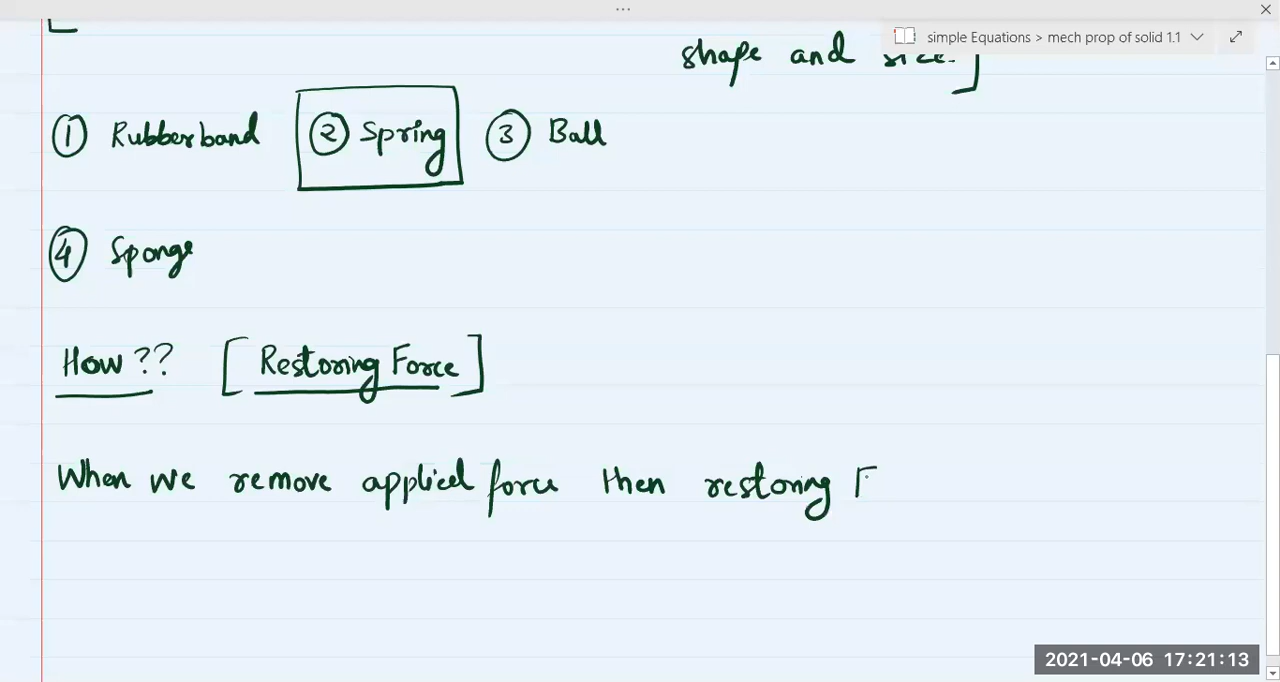 ...
simple Equations > mech prop of solid 1.1
shape and size. ]
① Rubberband ② Spring ③ Ball
④ Sponge
How ?? [ Restoring Force ]
When we remove applied force then restoring F
2021-04-06 17:21:13